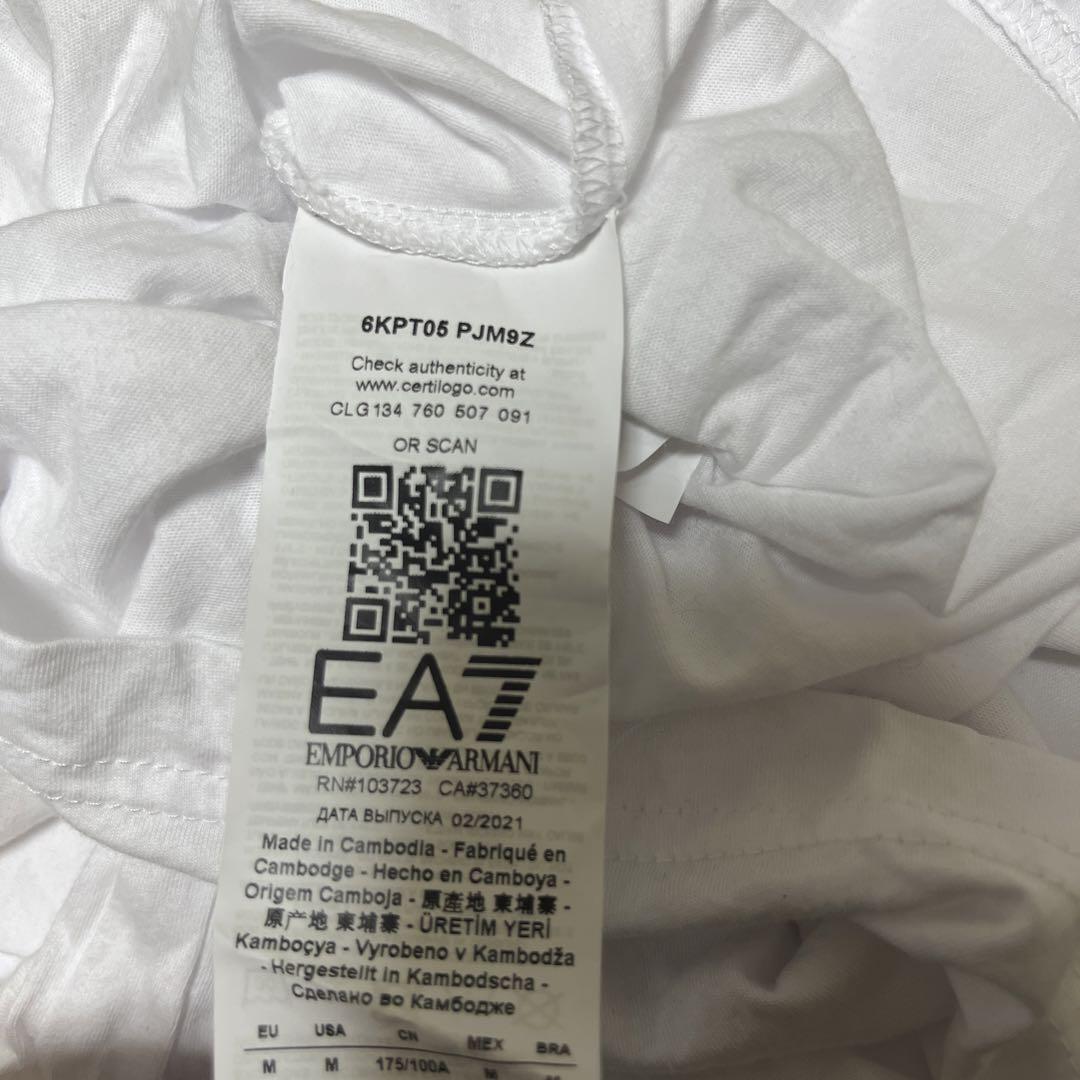 6KPT05 PJM9Z
Check authenticity at
www.certilogo.com
CLG 134 760 507 091
OR SCAN
EA7
EMPORIO ARMANI
RN#103723 CA#37360
ДАТА ВЫПУСКА 02/2021
Made in Cambodia - Fabriqué en
Cambodge - Hecho en Camboya -
Origem Camboja - 原產地 柬埔寨 -
原产地 柬埔寨 - ÜRETİM YERİ
Kamboçya - Vyrobeno v Kambodža
- Hergestellt in Kambodscha -
Сделано во Камбодже
EU USA CN MEX BRA
M M 175/100A M